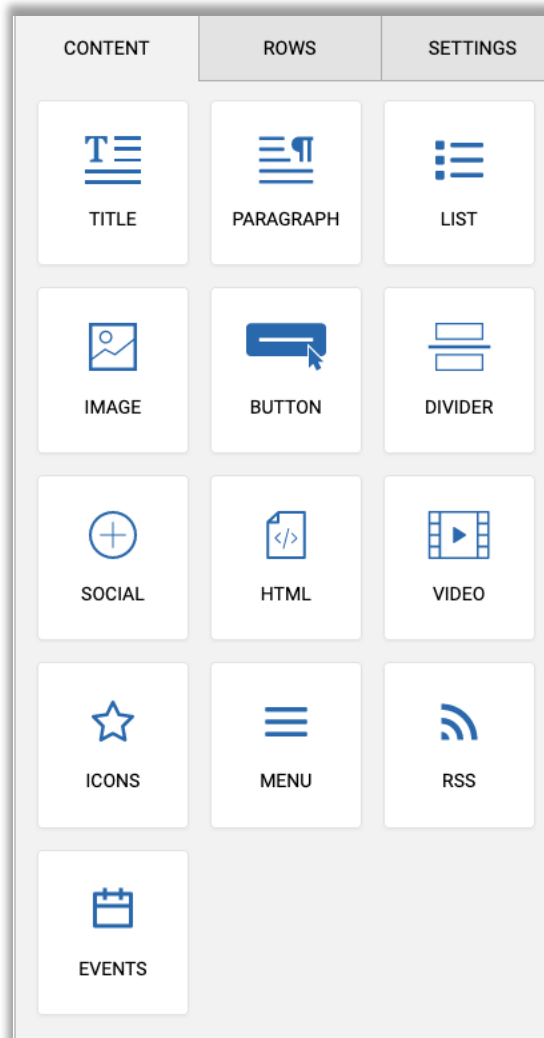 CONTENT ROWS SETTINGS
TITLE PARAGRAPH LIST
IMAGE BUTTON DIVIDER
SOCIAL HTML VIDEO
ICONS MENU RSS
EVENTS